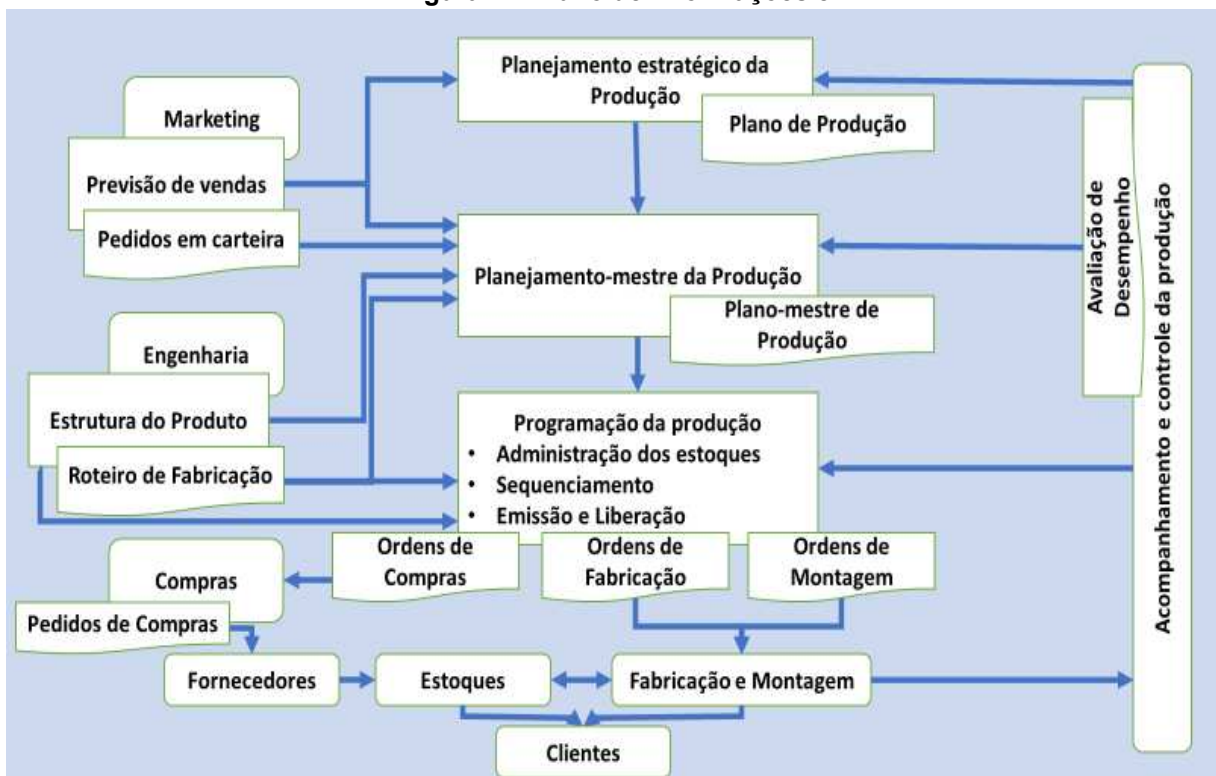 Planejamento estratégico da
Produção
Plano de Produção
Marketing
Previsão de vendas
Pedidos em carteira
Planejamento-mestre da Produção
Plano-mestre de
Produção
Engenharia
Estrutura do Produto
Roteiro de Fabricação
Programação da produção
• Administração dos estoques
• Sequenciamento
• Emissão e Liberação
Ordens de
Compras
Ordens de
Fabricação
Ordens de
Montagem
Compras
Pedidos de Compras
Fornecedores
Estoques
Fabricação e Montagem
Clientes
Avaliação de
Desempenho
Acompanhamento e controle da produção